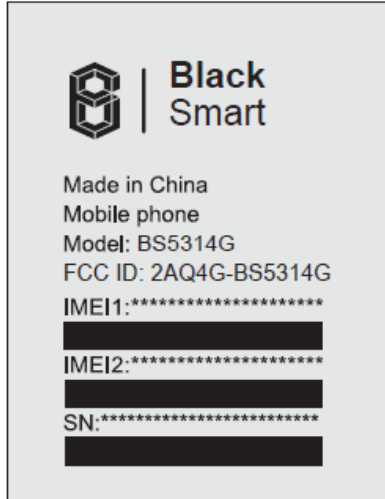 Black
Smart
Made in China
Mobile phone
Model: BS5314G
FCC ID: 2AQ4G-BS5314G
IMEI1:**********************
IMEI2:**********************
SN:*************************